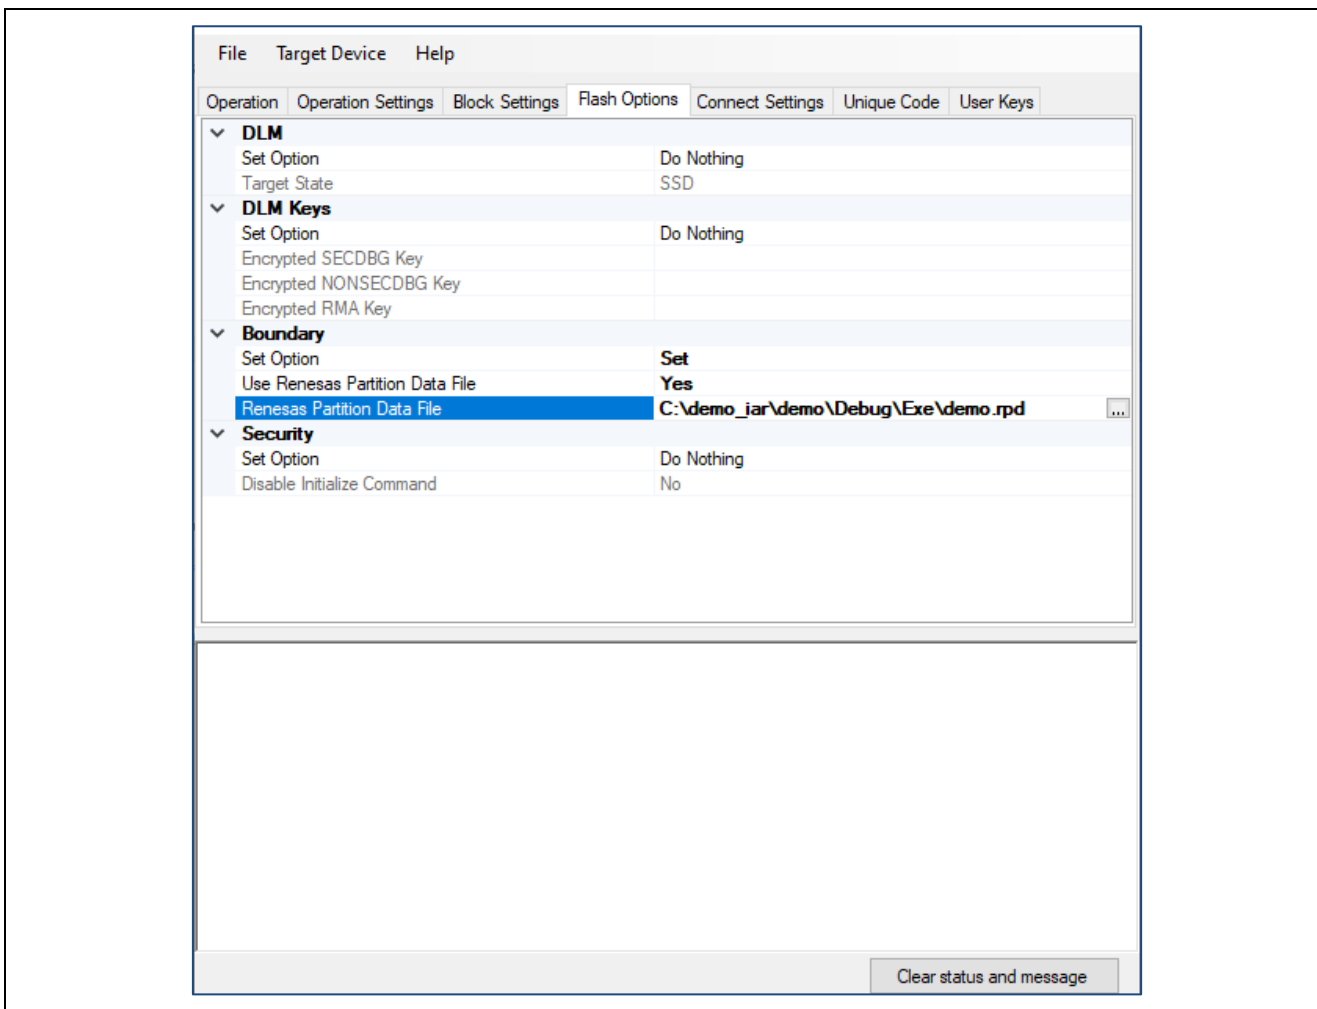 File Target Device Help
Operation Operation Settings Block Settings Flash Options Connect Settings Unique Code User Keys
DLM
Set Option Do Nothing
Target State SSD
DLM Keys
Set Option Do Nothing
Encrypted SECDBG Key
Encrypted NONSECDBG Key
Encrypted RMA Key
Boundary
Set Option Set
Use Renesas Partition Data File Yes
Renesas Partition Data File C:\demo_iar\demo\Debug\Exe\demo.rpd ...
Security
Set Option Do Nothing
Disable Initialize Command No
Clear status and message